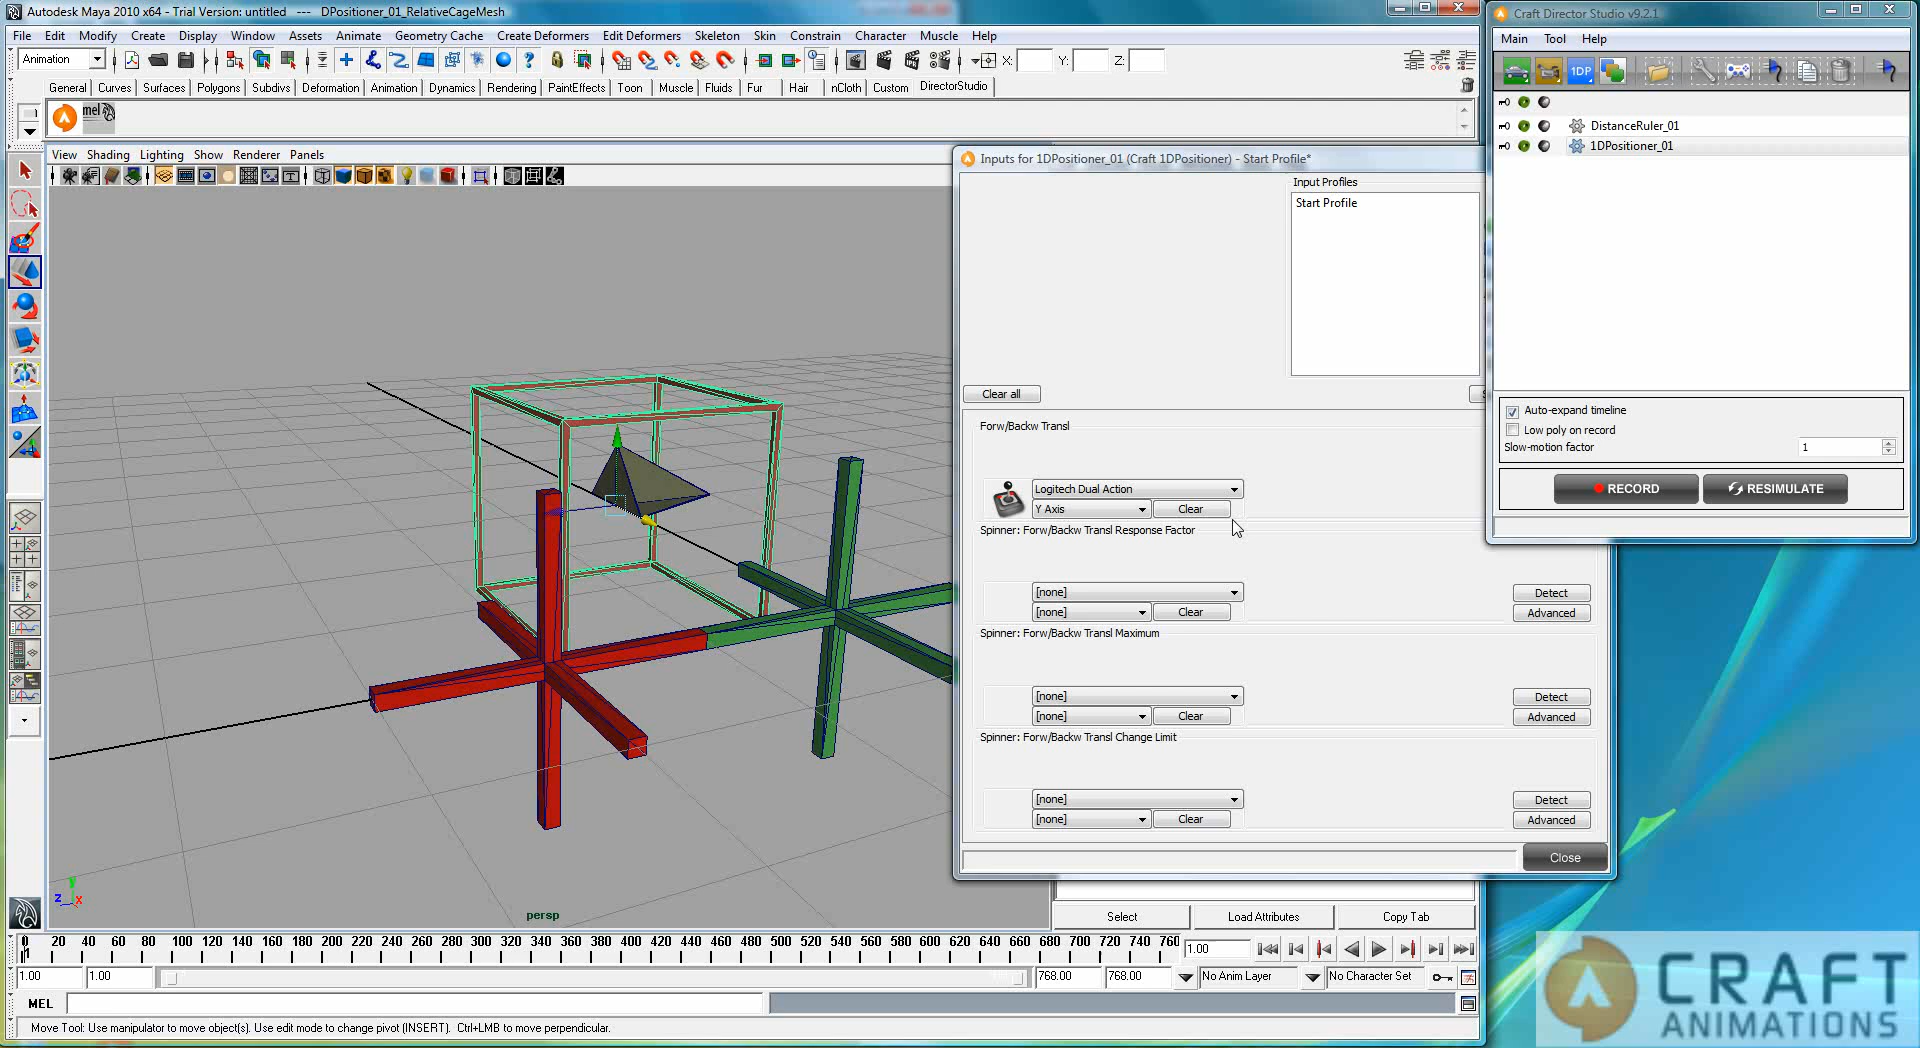 Autodesk Maya 2010 x64 - Trial Version: untitled --- DPositioner_01_RelativeCageMesh
File Edit Modify Create Display Window Assets Animate Geometry Cache Create Deformers Edit Deformers Skeleton Skin Constrain Character Muscle Help
Animation
X: Y: Z:
General Curves Surfaces Polygons Subdivs Deformation Animation Dynamics Rendering PaintEffects Toon Muscle Fluids Fur Hair nCloth Custom DirectorStudio
mel
View Shading Lighting Show Renderer Panels
persp
Y
Z X
Inputs for 1DPositioner_01 (Craft 1DPositioner) - Start Profile*
Input Profiles
Start Profile
Clear all
Forw/Backw Transl
Logitech Dual Action
Y Axis Clear
Spinner: Forw/Backw Transl Response Factor
[none] Detect
[none] Clear Advanced
Spinner: Forw/Backw Transl Maximum
[none] Detect
[none] Clear Advanced
Spinner: Forw/Backw Transl Change Limit
[none] Detect
[none] Clear Advanced
Close
Craft Director Studio v9.2.1
Main Tool Help
1DP
DistanceRuler_01
1DPositioner_01
Auto-expand timeline
Low poly on record
Slow-motion factor 1
RECORD RESIMULATE
Select Load Attributes Copy Tab
0 20 40 60 80 100 120 140 160 180 200 220 240 260 280 300 320 340 360 380 400 420 440 460 480 500 520 540 560 580 600 620 640 660 680 700 720 740 760
1.00
1.00 1.00 768.00 768.00 No Anim Layer No Character Set
MEL
Move Tool: Use manipulator to move object(s). Use edit mode to change pivot (INSERT). Ctrl+LMB to move perpendicular.
CRAFT
ANIMATIONS